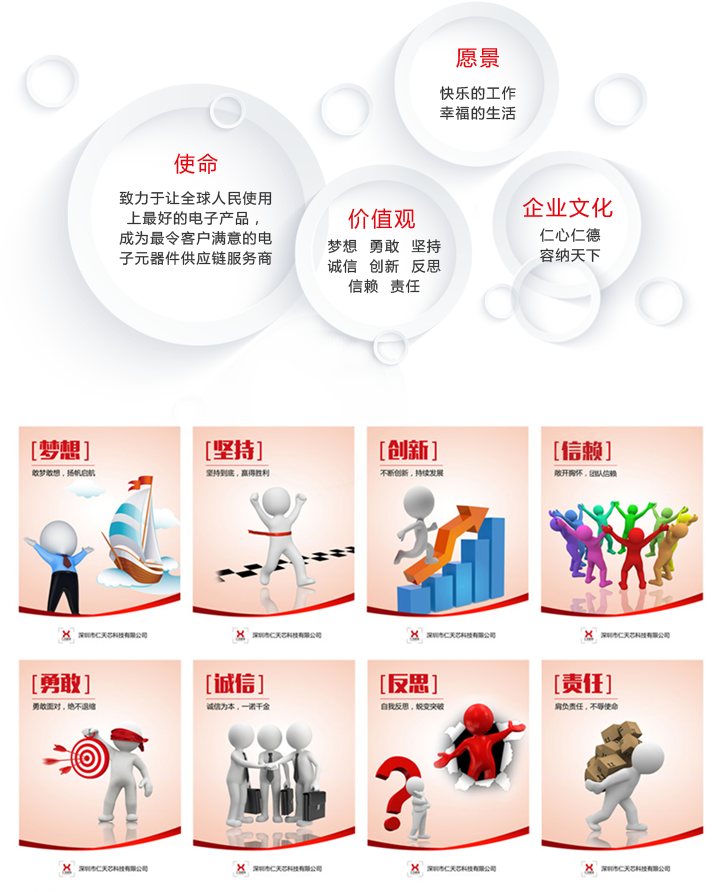 愿景
快乐的工作
幸福的生活
使命
致力于让全球人民使用
上最好的电子产品，
成为最令客户满意的电
子元器件供应链服务商
价值观
梦想 勇敢 坚持
诚信 创新 反思
信赖 责任
企业文化
仁心仁德
容纳天下
[梦想]
敢梦敢想，扬帆启航
深圳市仁天芯科技有限公司
[坚持]
坚持到底，赢得胜利
深圳市仁天芯科技有限公司
[创新]
不断创新，持续发展
深圳市仁天芯科技有限公司
[信赖]
敞开胸怀，团队信赖
深圳市仁天芯科技有限公司
[勇敢]
勇敢面对，绝不退缩
深圳市仁天芯科技有限公司
[诚信]
诚信为本，一诺千金
深圳市仁天芯科技有限公司
[反思]
自我反思，蜕变突破
深圳市仁天芯科技有限公司
[责任]
肩负责任，不辱使命
深圳市仁天芯科技有限公司